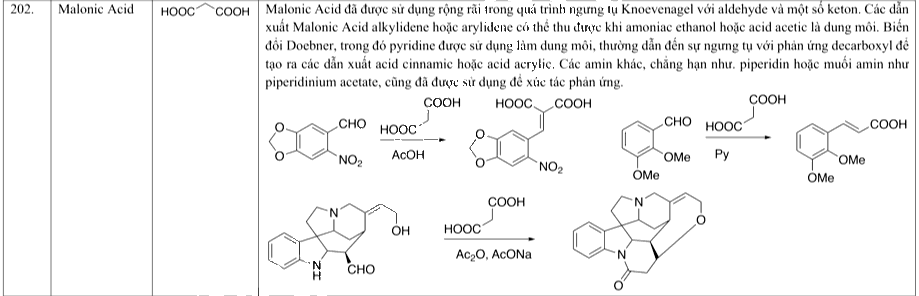 202.
Malonic Acid
HOOC COOH
Malonic Acid đã được sử dụng rộng rãi trong quá trình ngưng tụ Knoevenagel với aldehyde và một số keton. Các dẫn
xuất Malonic Acid alkylidene hoặc arylidene có thể thu được khi amoniac ethanol hoặc acid acetic là dung môi. Biến
đổi Doebner, trong đó pyridine được sử dụng làm dung môi, thường dẫn đến sự ngưng tụ với phản ứng decarboxyl để
tạo ra các dẫn xuất acid cinnamic hoặc acid acrylic. Các amin khác, chẳng hạn như. piperidin hoặc muối amin như
piperidinium acetate, cũng đã được sử dụng để xúc tác phản ứng.
O O CHO NO2
COOH
HOOC
AcOH
HOOC COOH
O O NO2
CHO
OMe
OMe
COOH
HOOC
Py
COOH
OMe
OMe
N
OH
N
H
CHO
COOH
HOOC
Ac2O, AcONa
N
O
N
O